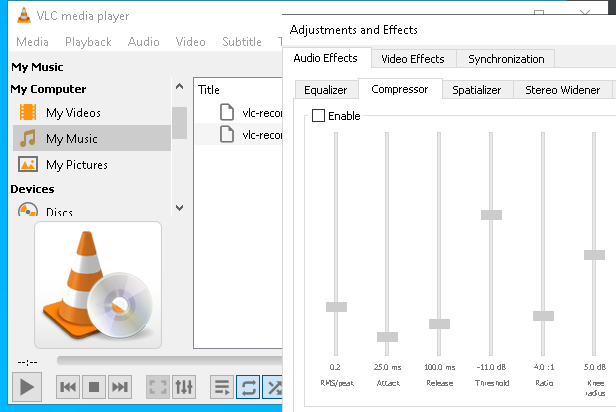 VLC media player
Media Playback Audio Video Subtitle
My Music
My Computer
My Videos
My Music
My Pictures
Devices
Discs
Title
vlc-recor
vlc-recor
--:--
Adjustments and Effects
Audio Effects Video Effects Synchronization
Equalizer Compressor Spatializer Stereo Widener
Enable
0.2 25.0 ms 100.0 ms -11.0 dB 4.0 :1 5.0 dB
RMS/peak Attack Release Threshold Ratio Knee
radius